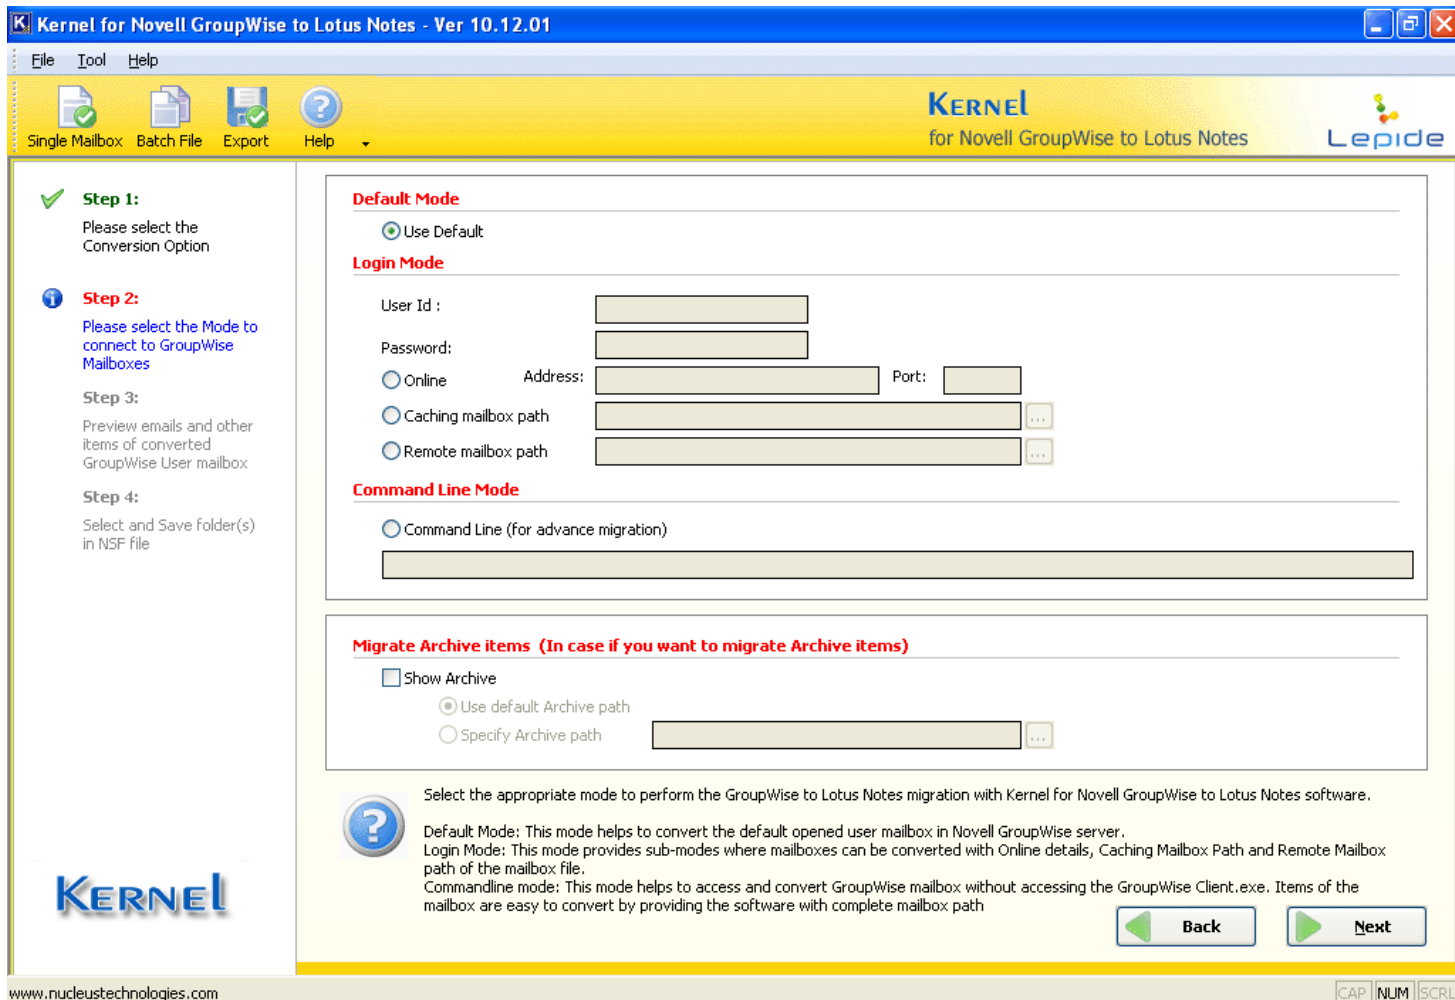 Kernel for Novell GroupWise to Lotus Notes - Ver 10.12.01
File Tool Help
Single Mailbox Batch File Export Help
KERNEL
for Novell GroupWise to Lotus Notes
Lepide
Step 1:
Please select the
Conversion Option
Step 2:
Please select the Mode to
connect to GroupWise
Mailboxes
Step 3:
Preview emails and other
items of converted
GroupWise User mailbox
Step 4:
Select and Save folder(s)
in NSF file
KERNEL
Default Mode
Use Default
Login Mode
User Id :
Password:
Online Address: Port:
Caching mailbox path ...
Remote mailbox path ...
Command Line Mode
Command Line (for advance migration)
Migrate Archive items (In case if you want to migrate Archive items)
Show Archive
Use default Archive path
Specify Archive path ...
Select the appropriate mode to perform the GroupWise to Lotus Notes migration with Kernel for Novell GroupWise to Lotus Notes software.
Default Mode: This mode helps to convert the default opened user mailbox in Novell GroupWise server.
Login Mode: This mode provides sub-modes where mailboxes can be converted with Online details, Caching Mailbox Path and Remote Mailbox
path of the mailbox file.
Commandline mode: This mode helps to access and convert GroupWise mailbox without accessing the GroupWise Client.exe. Items of the
mailbox are easy to convert by providing the software with complete mailbox path
Back Next
www.nucleustechnologies.com
CAP NUM SCRL